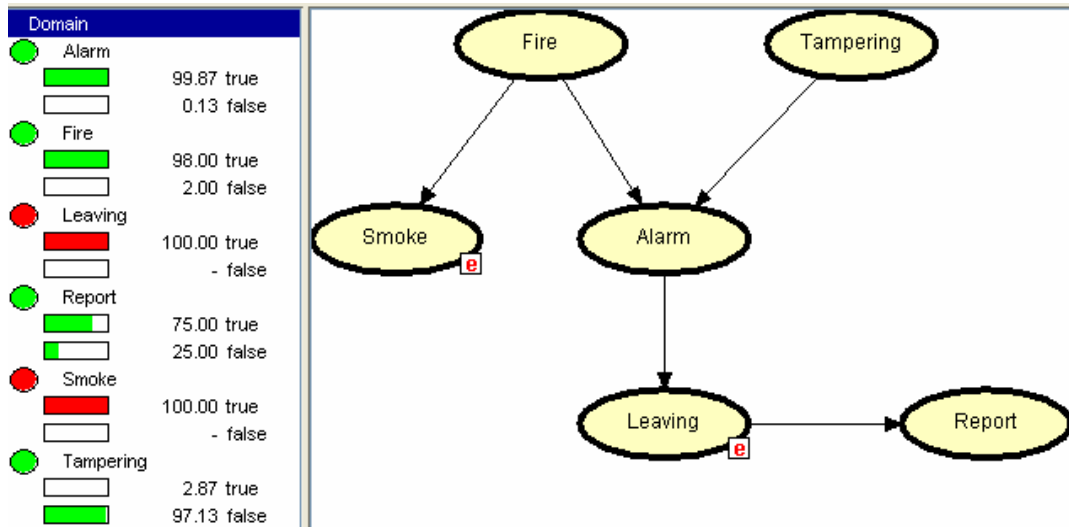 Domain
Alarm
99.87 true
0.13 false
Fire
98.00 true
2.00 false
Leaving
100.00 true
- false
Report
75.00 true
25.00 false
Smoke
100.00 true
- false
Tampering
2.87 true
97.13 false
Fire
Tampering
Smoke
e
Alarm
Leaving
e
Report